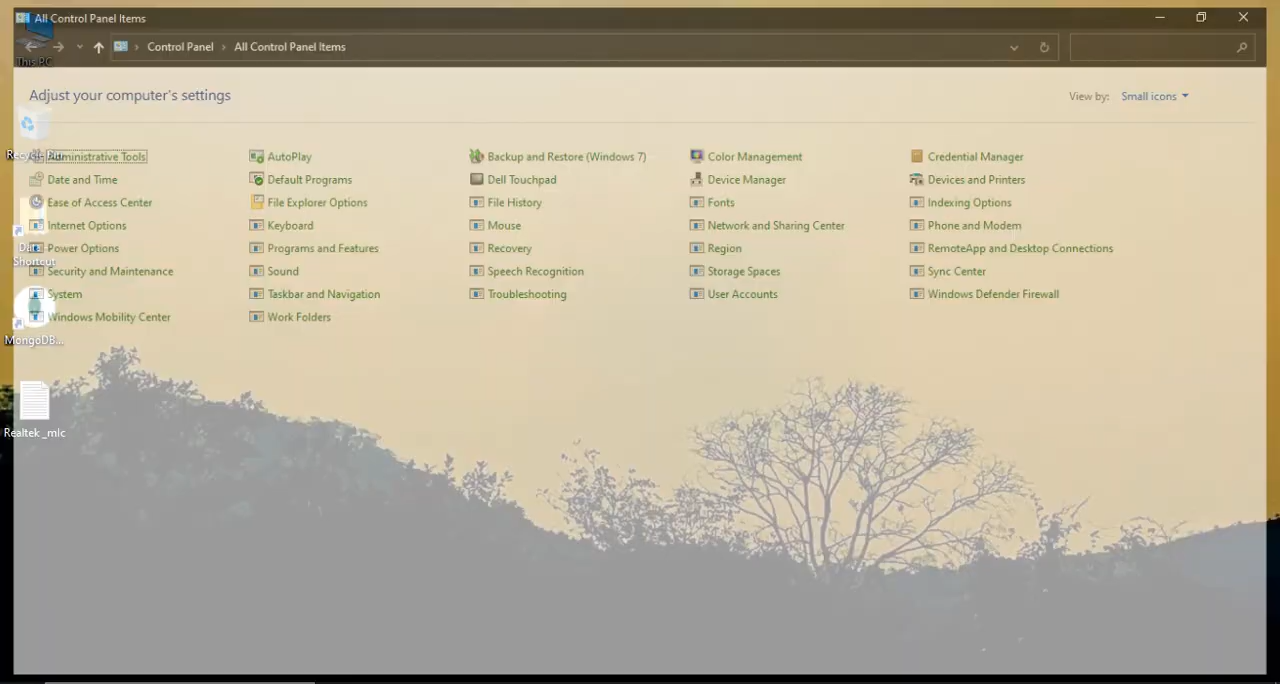 All Control Panel Items
Control Panel › All Control Panel Items
This PC
Adjust your computer's settings
View by: Small icons
Administrative Tools
AutoPlay
Backup and Restore (Windows 7)
Color Management
Credential Manager
Date and Time
Default Programs
Dell Touchpad
Device Manager
Devices and Printers
Ease of Access Center
File Explorer Options
File History
Fonts
Indexing Options
Internet Options
Keyboard
Mouse
Network and Sharing Center
Phone and Modem
Power Options
Programs and Features
Recovery
Region
RemoteApp and Desktop Connections
Security and Maintenance
Sound
Speech Recognition
Storage Spaces
Sync Center
System
Taskbar and Navigation
Troubleshooting
User Accounts
Windows Defender Firewall
Windows Mobility Center
Work Folders
Shortcut
MongoDB...
Realtek _mlc